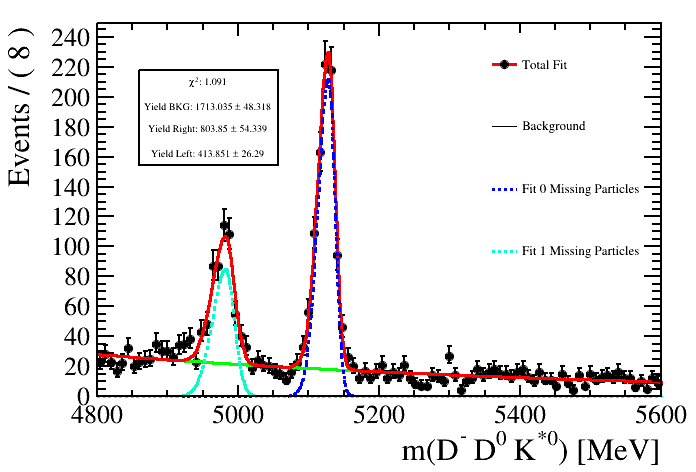 Events / ( 8 )
240
220
200
180
160
140
120
100
80
60
40
20
0
χ²: 1.091
Yield BKG: 1713.035 ± 48.318
Yield Right: 803.85 ± 54.339
Yield Left: 413.851 ± 26.29
Total Fit
Background
Fit 0 Missing Particles
Fit 1 Missing Particles
4800 5000 5200 5400 5600
m(D⁻ D⁰ K*⁰) [MeV]